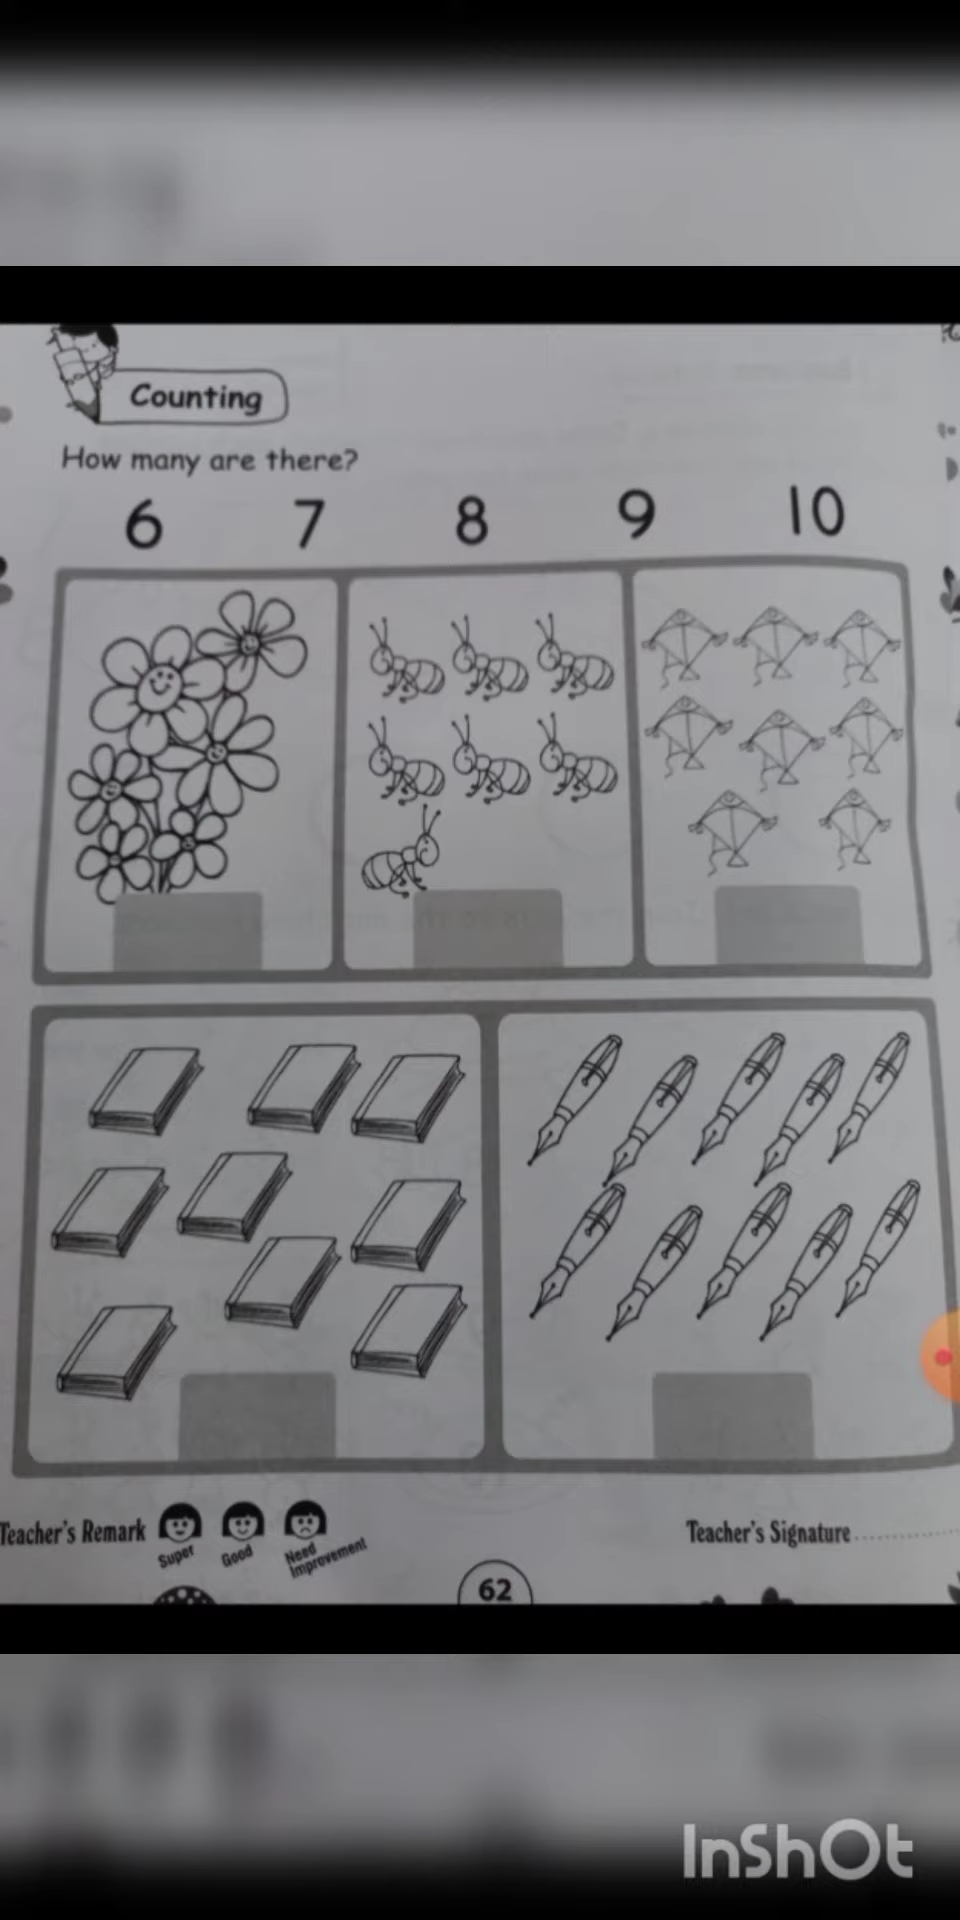 Counting
How many are there?
6 7 8 9 10
Teacher's Remark
Super Good Need Improvement
Teacher's Signature
62
InShOt